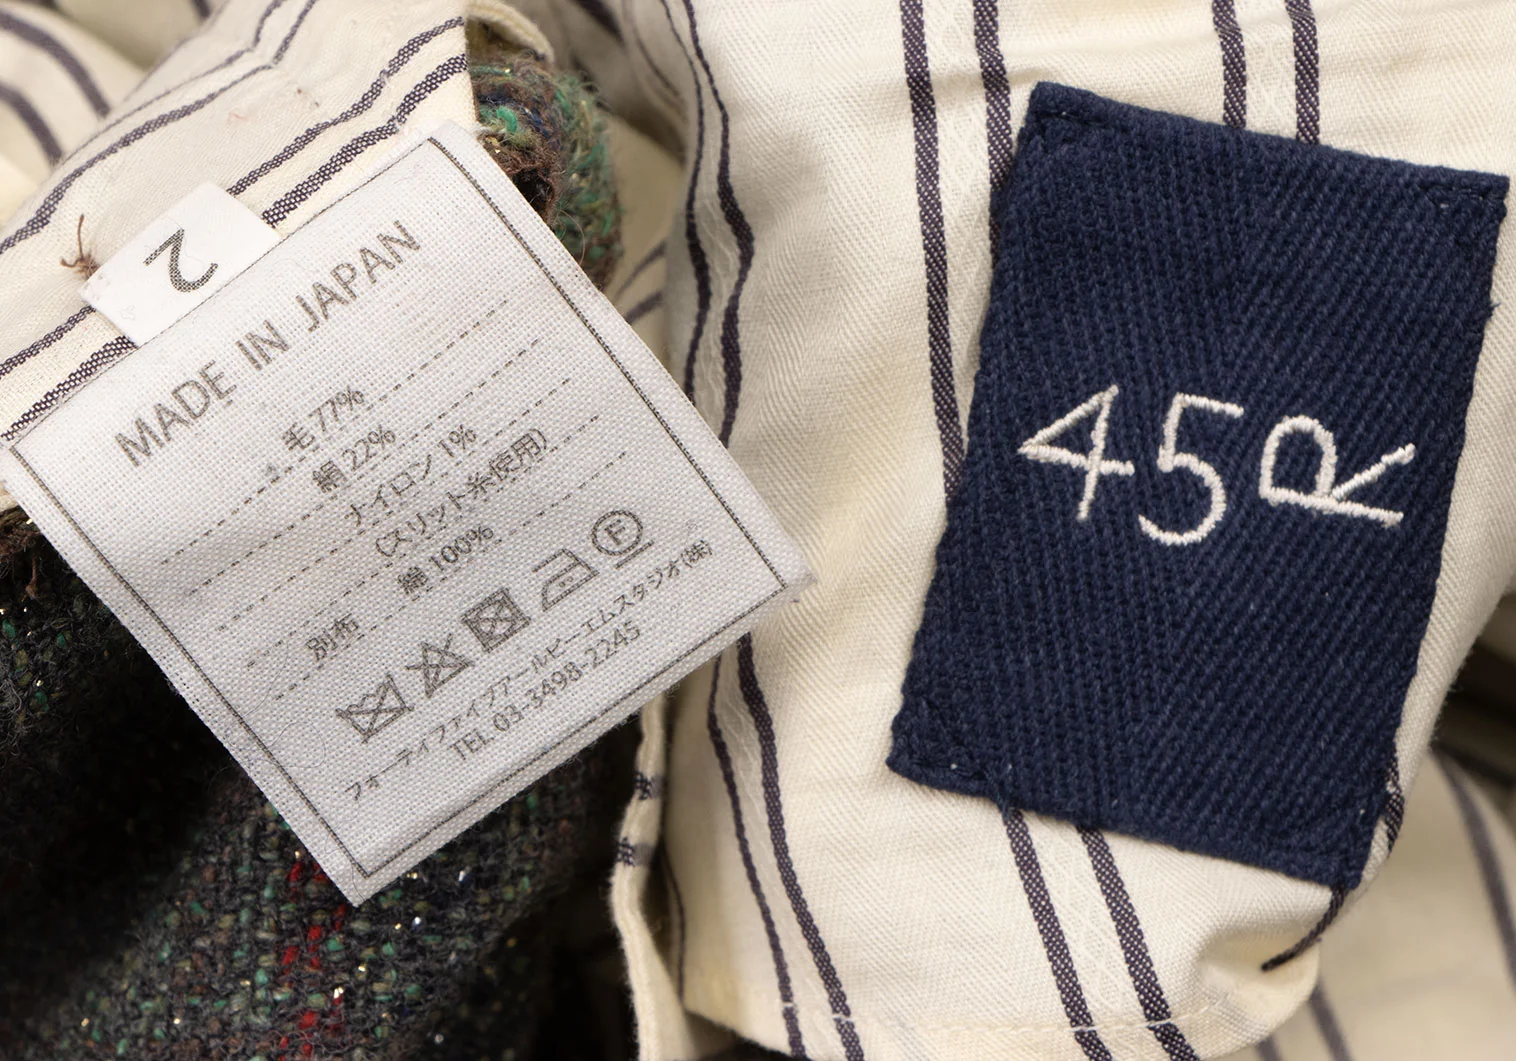 2
MADE IN JAPAN
毛 77%
絹 22%
ナイロン 1%
(スリット糸使用)
別布 綿 100%
P
フォーティファイブアールピーエムスタジオ(株)
TEL 03-3498-2245
45R